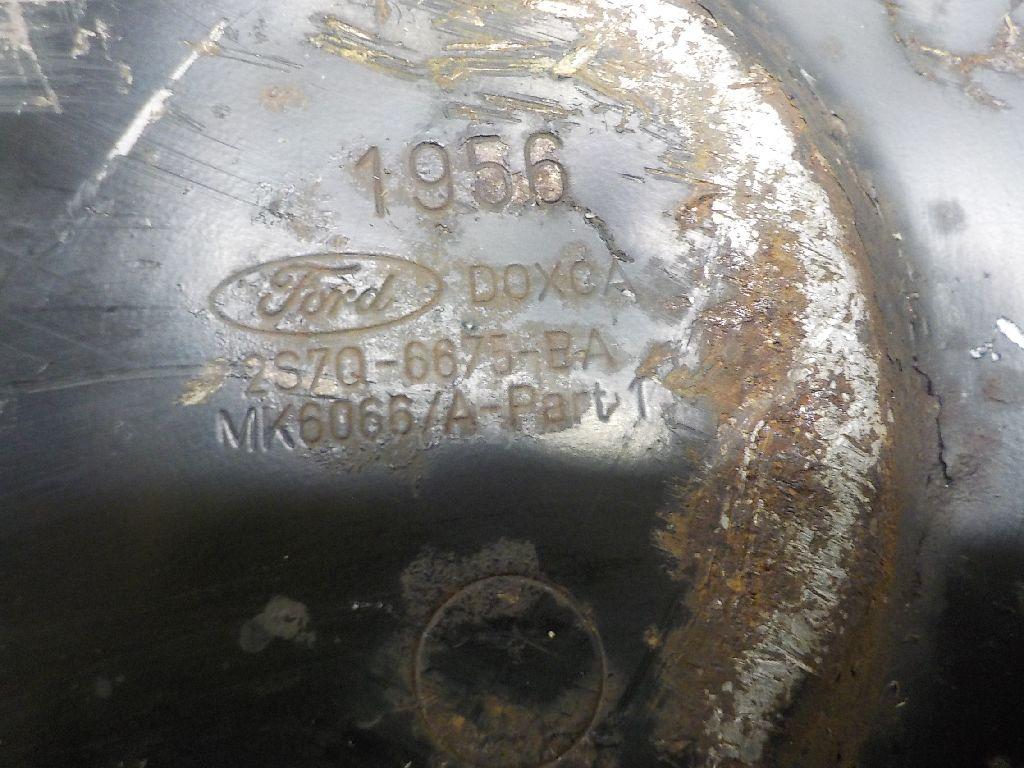 1956
Ford DOXCA
2S7Q-6675-BA
MK6066/A-Part 1